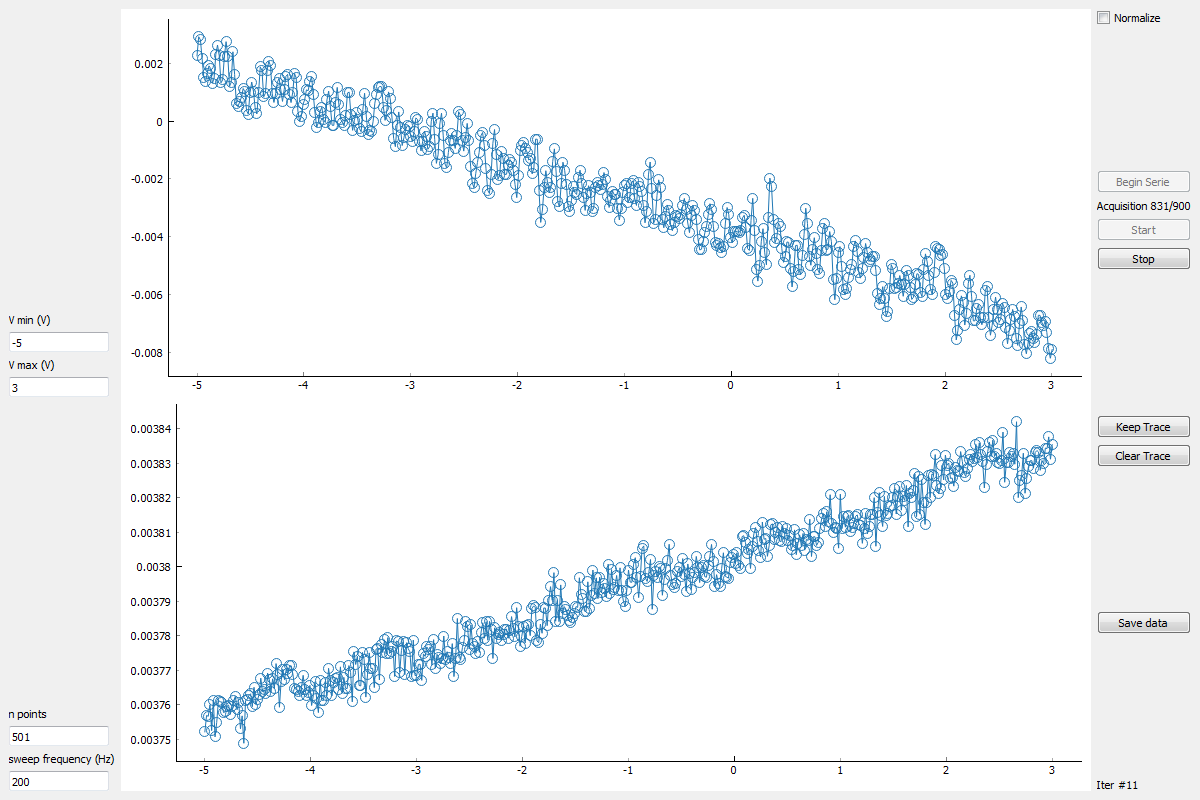 Normalize
0.002
0
-0.002
-0.004
-0.006
-0.008
-5
-4
-3
-2
-1
0
1
2
3
Begin Serie
Acquisition 831/900
Start
Stop
V min (V)
-5
V max (V)
3
0.00384
0.00383
0.00382
0.00381
0.0038
0.00379
0.00378
0.00377
0.00376
0.00375
-5
-4
-3
-2
-1
0
1
2
3
Keep Trace
Clear Trace
Save data
n points
501
sweep frequency (Hz)
200
Iter #11